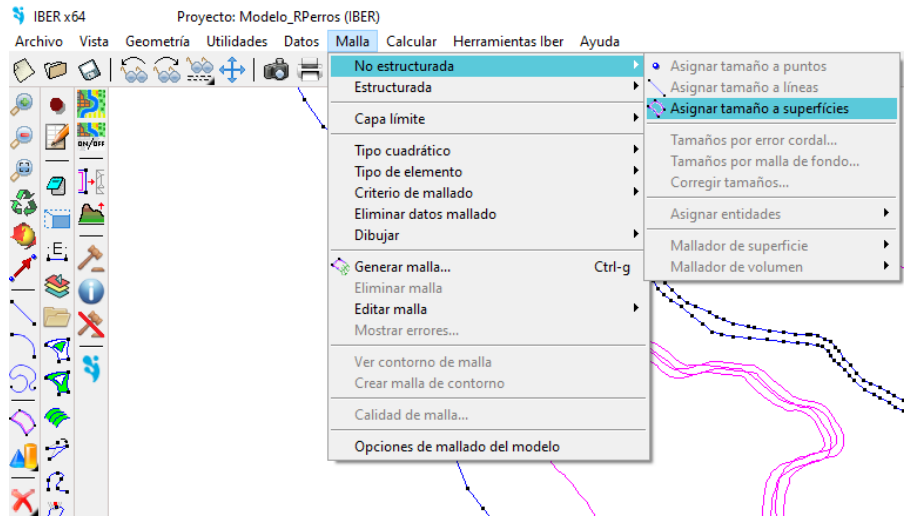 IBER x64 Proyecto: Modelo_RPerros (IBER)
Archivo Vista Geometría Utilidades Datos Malla Calcular Herramientas Iber Ayuda
No estructurada
Estructurada
Capa límite
Tipo cuadrático
Tipo de elemento
Criterio de mallado
Eliminar datos mallado
Dibujar
Generar malla... Ctrl-g
Eliminar malla
Editar malla
Mostrar errores...
Ver contorno de malla
Crear malla de contorno
Calidad de malla...
Opciones de mallado del modelo
Asignar tamaño a puntos
Asignar tamaño a líneas
Asignar tamaño a superfícies
Tamaños por error cordal...
Tamaños por malla de fondo...
Corregir tamaños...
Asignar entidades
Mallador de superficie
Mallador de volumen
ON/OFF
E